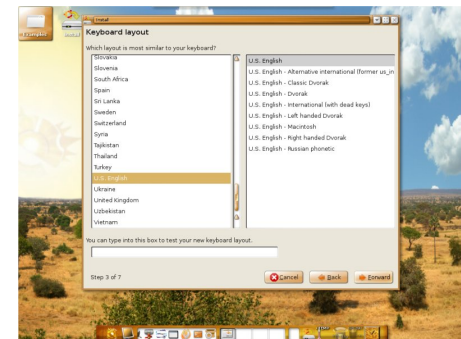 Examples
Install
Install
Keyboard layout
Which layout is most similar to your keyboard?
Slovakia
Slovenia
South Africa
Spain
Sri Lanka
Sweden
Switzerland
Syria
Tajikistan
Thailand
Turkey
U.S. English
Ukraine
United Kingdom
Uzbekistan
Vietnam
U.S. English
U.S. English - Alternative international (former us_in
U.S. English - Classic Dvorak
U.S. English - Dvorak
U.S. English - International (with dead keys)
U.S. English - Left handed Dvorak
U.S. English - Macintosh
U.S. English - Right handed Dvorak
U.S. English - Russian phonetic
You can type into this box to test your new keyboard layout.
Step 3 of 7
Cancel
Back
Forward